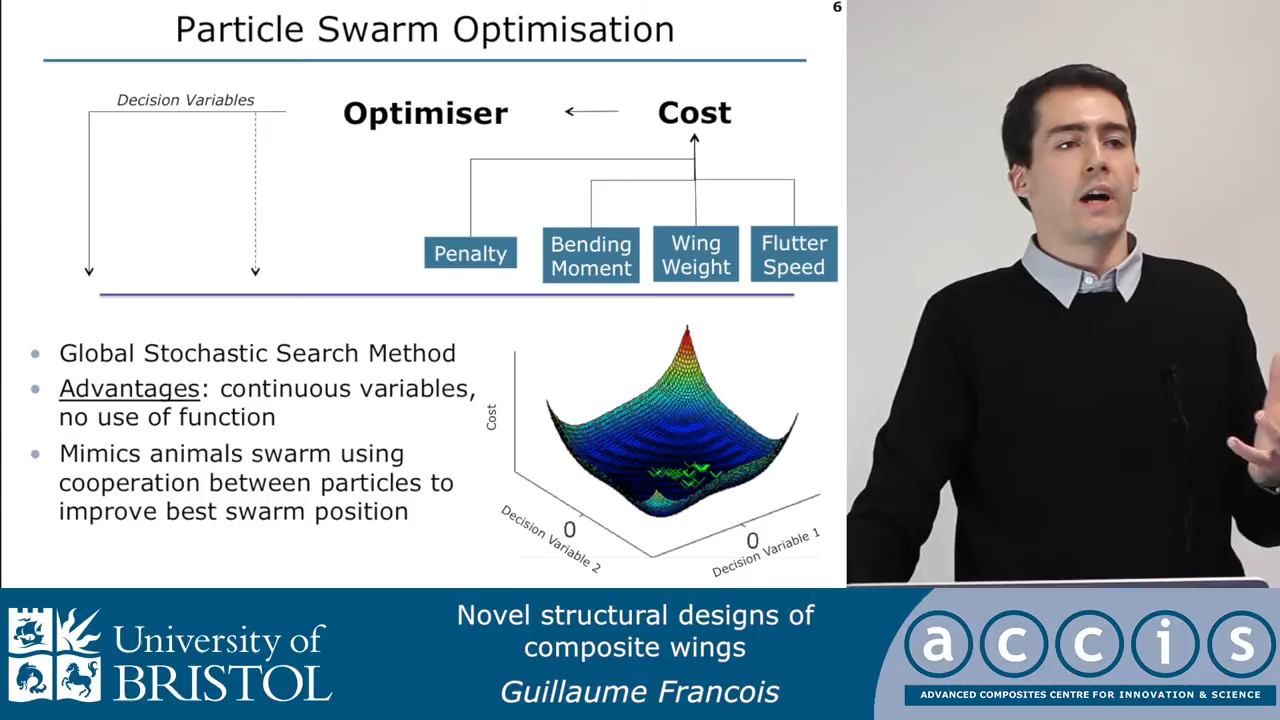 6
Particle Swarm Optimisation
Decision Variables
Optimiser
Cost
Penalty
Bending
Moment
Wing
Weight
Flutter
Speed
Global Stochastic Search Method
Advantages: continuous variables,
no use of function
Mimics animals swarm using
cooperation between particles to
improve best swarm position
Cost
Decision Variable 2
0
0
Decision Variable 1
University of
BRISTOL
Novel structural designs of
composite wings
Guillaume Francois
accis
ADVANCED COMPOSITES CENTRE FOR INNOVATION & SCIENCE